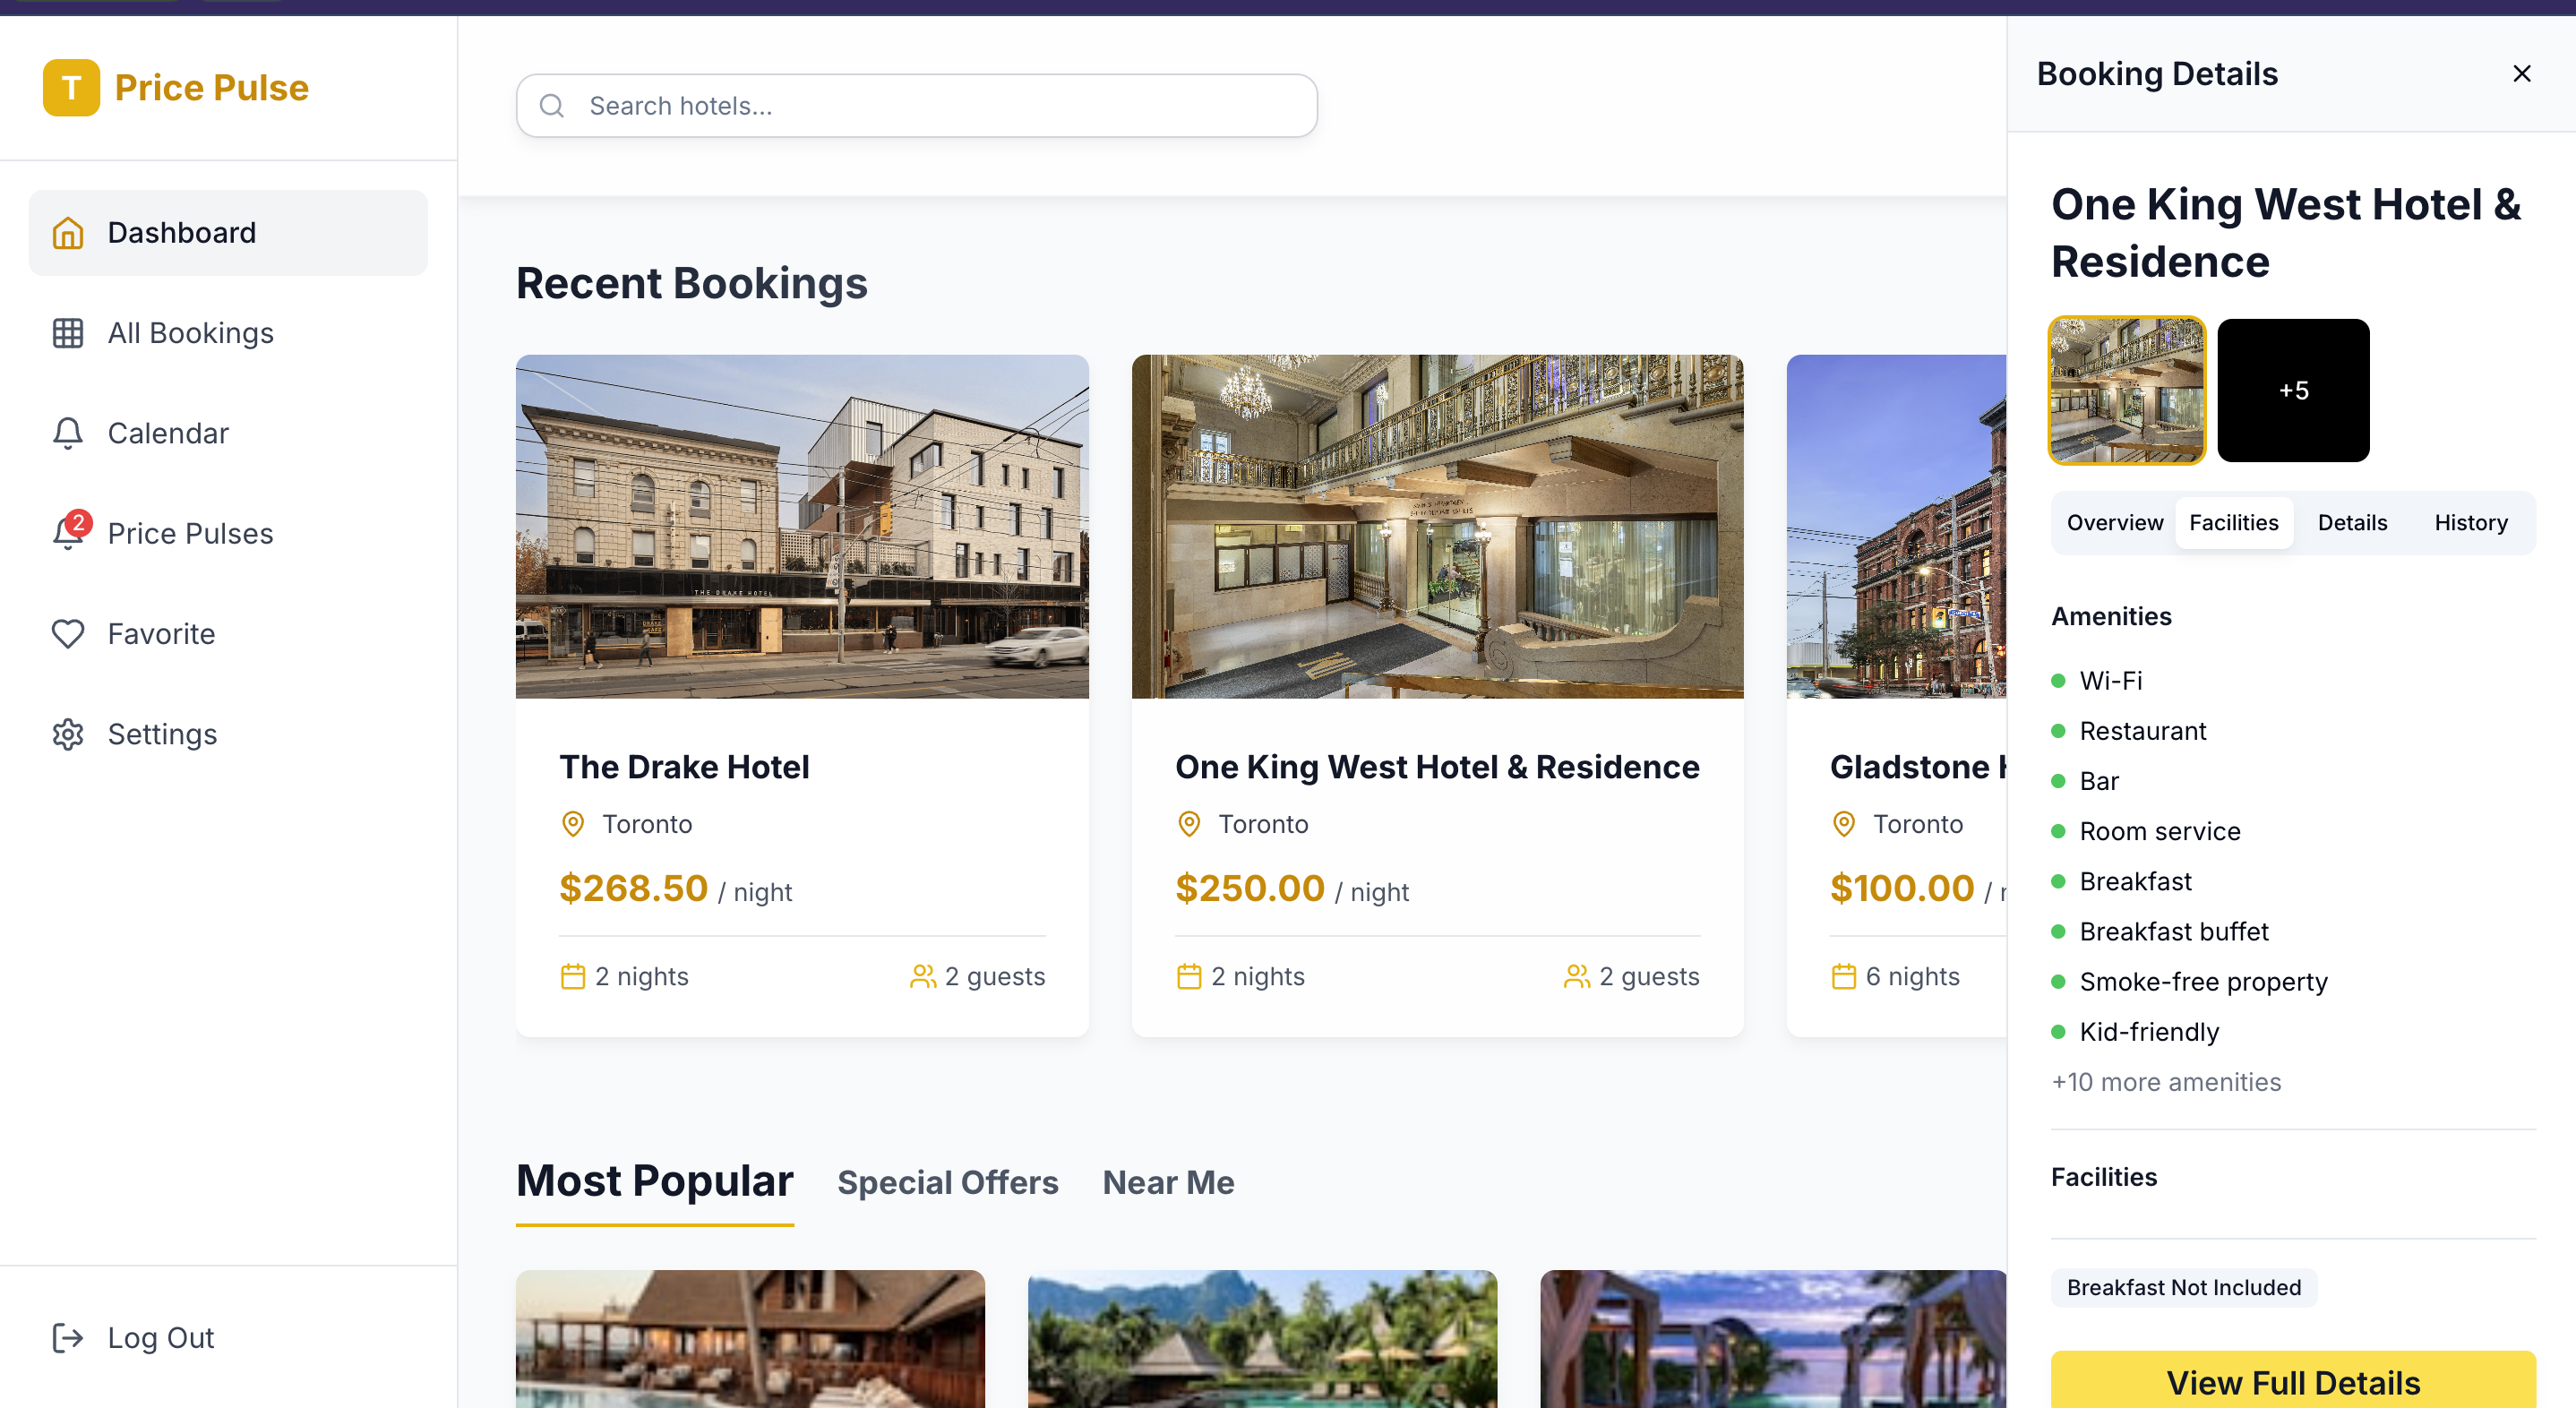 T Price Pulse
Dashboard
All Bookings
Calendar
2
Price Pulses
Favorite
Settings
Log Out
Search hotels...
Recent Bookings
THE DRAKE HOTEL
The Drake Hotel
Toronto
$268.50 / night
2 nights 2 guests
One King West Hotel & Residence
Toronto
$250.00 / night
2 nights 2 guests
Gladstone
Toronto
$100.00 /
6 nights
Most Popular Special Offers Near Me
Booking Details
One King West Hotel &
Residence
+5
Overview Facilities Details History
Amenities
Wi-Fi
Restaurant
Bar
Room service
Breakfast
Breakfast buffet
Smoke-free property
Kid-friendly
+10 more amenities
Facilities
Breakfast Not Included
View Full Details